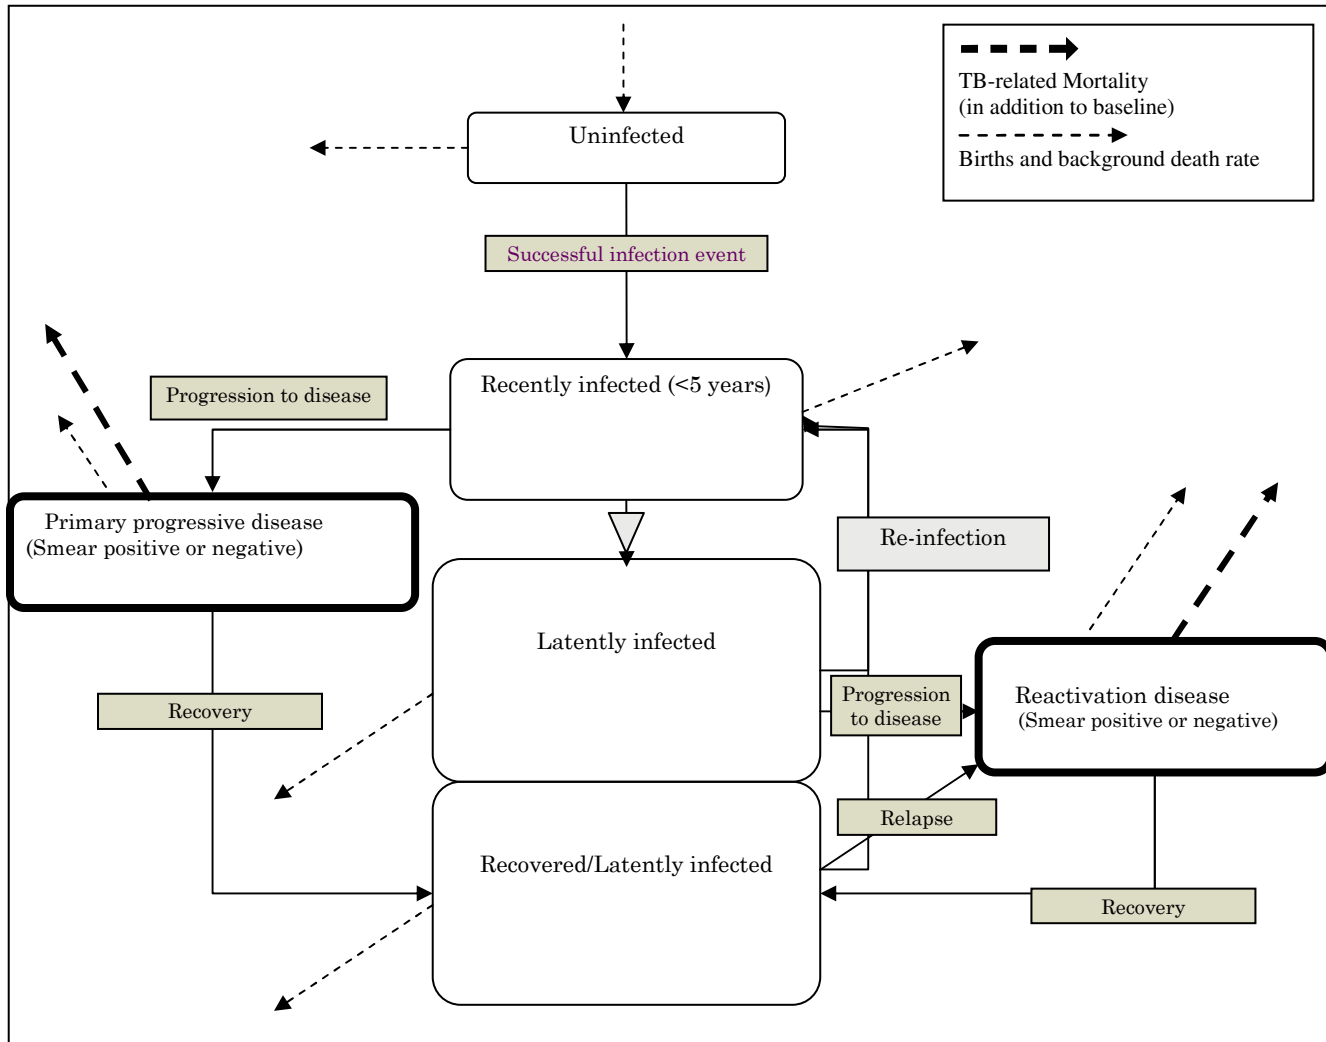 TB-related Mortality
(in addition to baseline)
Births and background death rate
Uninfected
Successful infection event
Recently infected (<5 years)
Progression to disease
Primary progressive disease
(Smear positive or negative)
Re-infection
Latently infected
Progression
to disease
Reactivation disease
(Smear positive or negative)
Recovery
Relapse
Recovered/Latently infected
Recovery